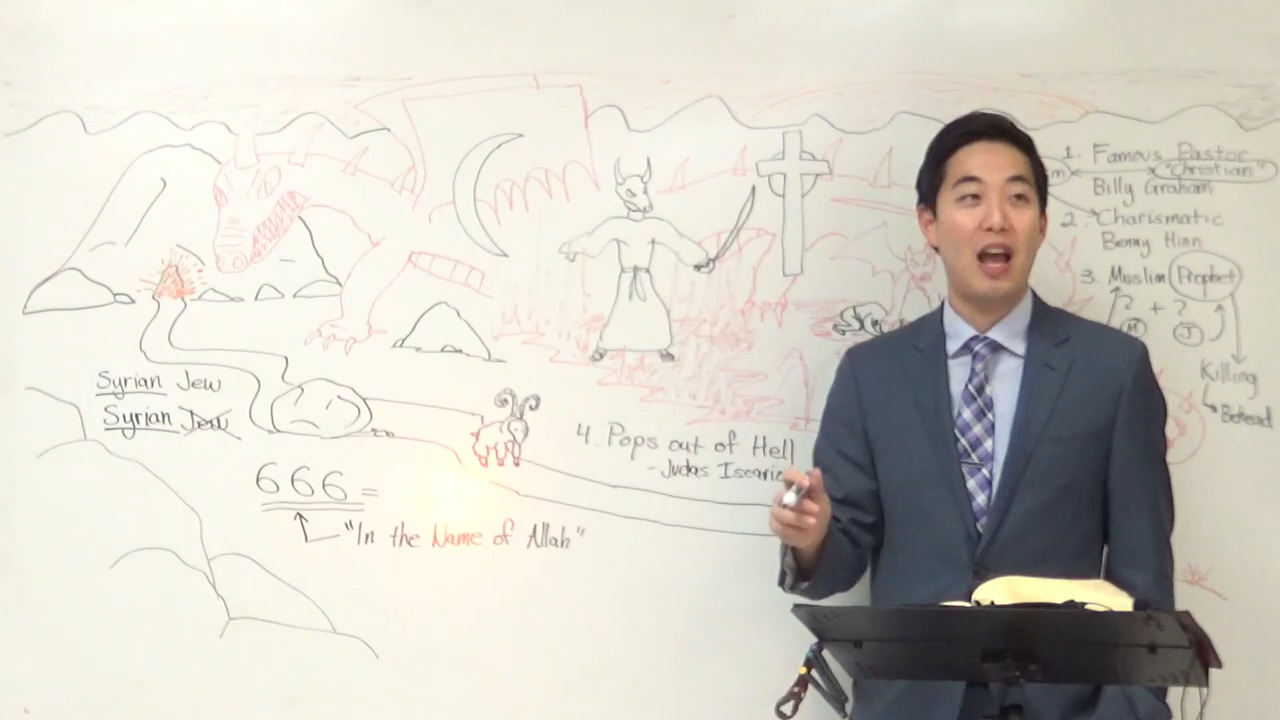 1. Famous Pastor
"Christian"
Billy Graham
2. Charismatic
Benny Hinn
3. Muslim Prophet
? + ?
M J
Killing
Behead
Syrian Jew
Syrian Jew
4. Pops out of Hell
- Judas Iscario
666 =
"In the Name of Allah"